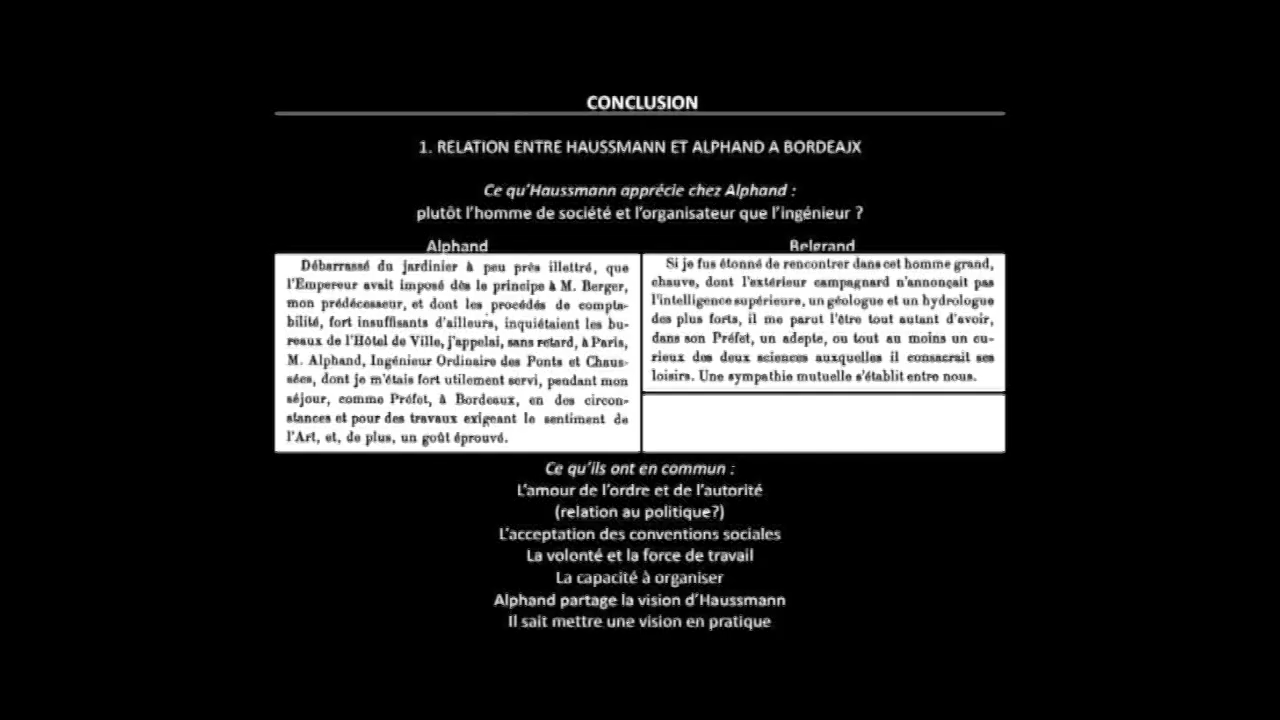 CONCLUSION
1. RELATION ENTRE HAUSSMANN ET ALPHAND A BORDEAJX
Ce qu'Haussmann apprécie chez Alphand :
plutôt l'homme de société et l'organisateur que l'ingénieur ?
Alphand
Débarrassé du jardinier à peu près illettré, que
l'Empereur avait imposé dès le principe à M. Berger,
mon prédécesseur, et dont les procédés de compta-
bilité, fort insuffisants d'ailleurs, inquiétaient les bu-
reaux de l'Hôtel de Ville, j'appelai, sans retard, à Paris,
M. Alphand, Ingénieur Ordinaire des Ponts et Chaus-
sées, dont je m'étais fort utilement servi, pendant mon
séjour, comme Préfet, à Bordeaux, en des circon-
stances et pour des travaux exigeant le sentiment de
l'Art, et, de plus, un goût éprouvé.
Belgrand
Si je fus étonné de rencontrer dans cet homme grand,
chauve, dont l'extérieur campagnard n'annonçait pas
l'intelligence supérieure, un géologue et un hydrologue
des plus forts, il me parut l'être tout autant d'avoir,
dans son Préfet, un adepte, ou tout au moins un cu-
rieux des deux sciences auxquelles il consacrait ses
loisirs. Une sympathie mutuelle s'établit entre nous.
Ce qu'ils ont en commun :
L'amour de l'ordre et de l'autorité
(relation au politique?)
L'acceptation des conventions sociales
La volonté et la force de travail
La capacité à organiser
Alphand partage la vision d'Haussmann
Il sait mettre une vision en pratique